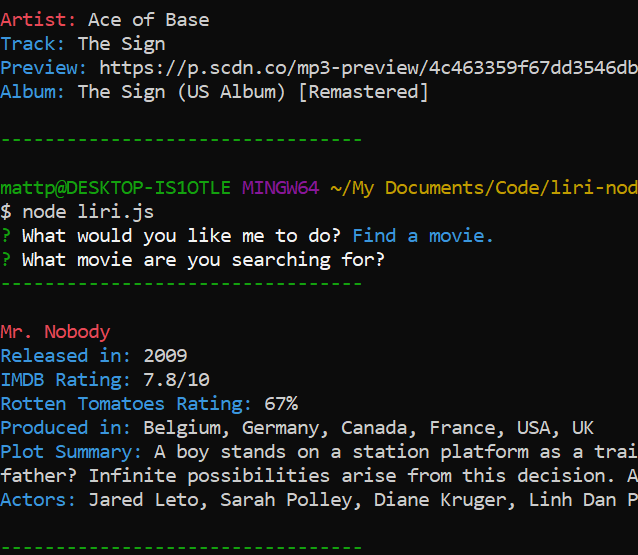 Artist: Ace of Base
Track: The Sign
Preview: https://p.scdn.co/mp3-preview/4c463359f67dd3546db
Album: The Sign (US Album) [Remastered]
---------------------------------
mattp@DESKTOP-IS1OTLE MINGW64 ~/My Documents/Code/liri-nod
$ node liri.js
? What would you like me to do? Find a movie.
? What movie are you searching for?
---------------------------------
Mr. Nobody
Released in: 2009
IMDB Rating: 7.8/10
Rotten Tomatoes Rating: 67%
Produced in: Belgium, Germany, Canada, France, USA, UK
Plot Summary: A boy stands on a station platform as a trai
father? Infinite possibilities arise from this decision. A
Actors: Jared Leto, Sarah Polley, Diane Kruger, Linh Dan P
---------------------------------